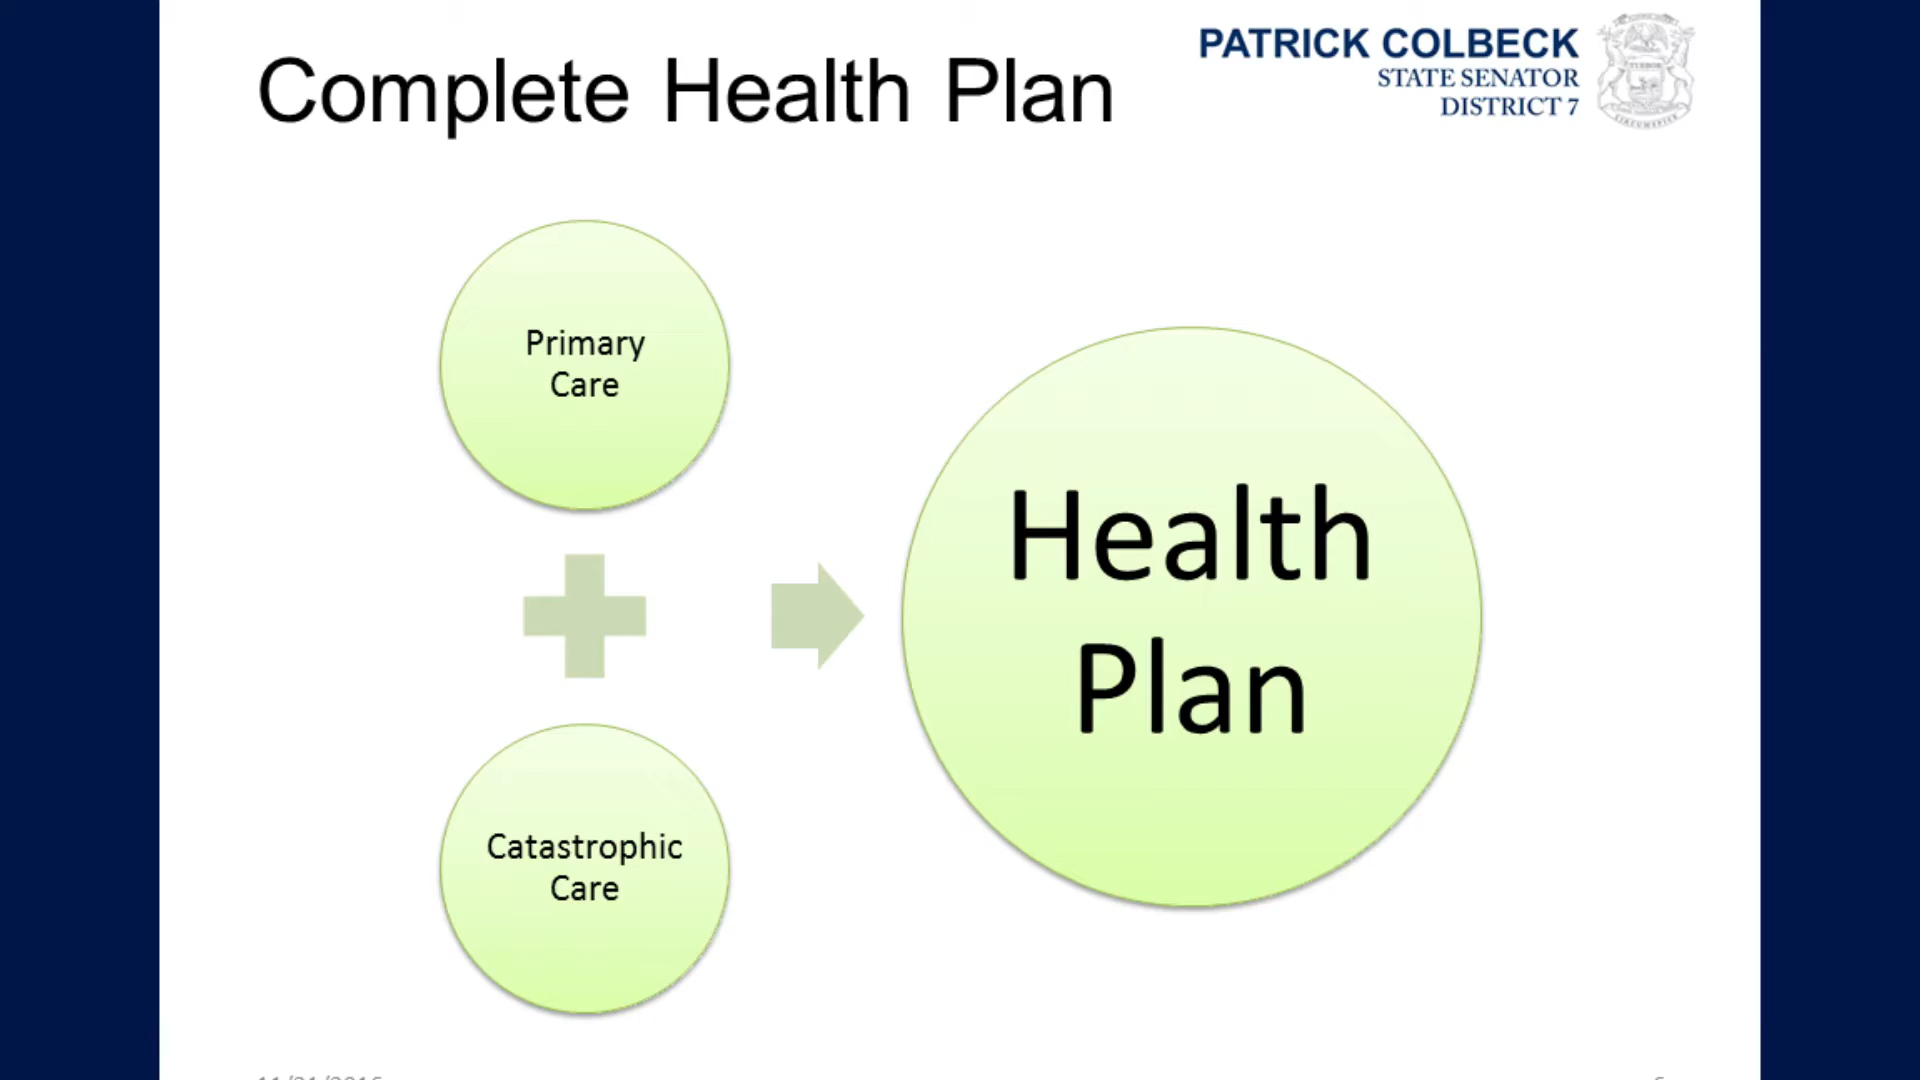 Complete Health Plan
PATRICK COLBECK
STATE SENATOR
DISTRICT 7
Primary
Care
Catastrophic
Care
Health
Plan